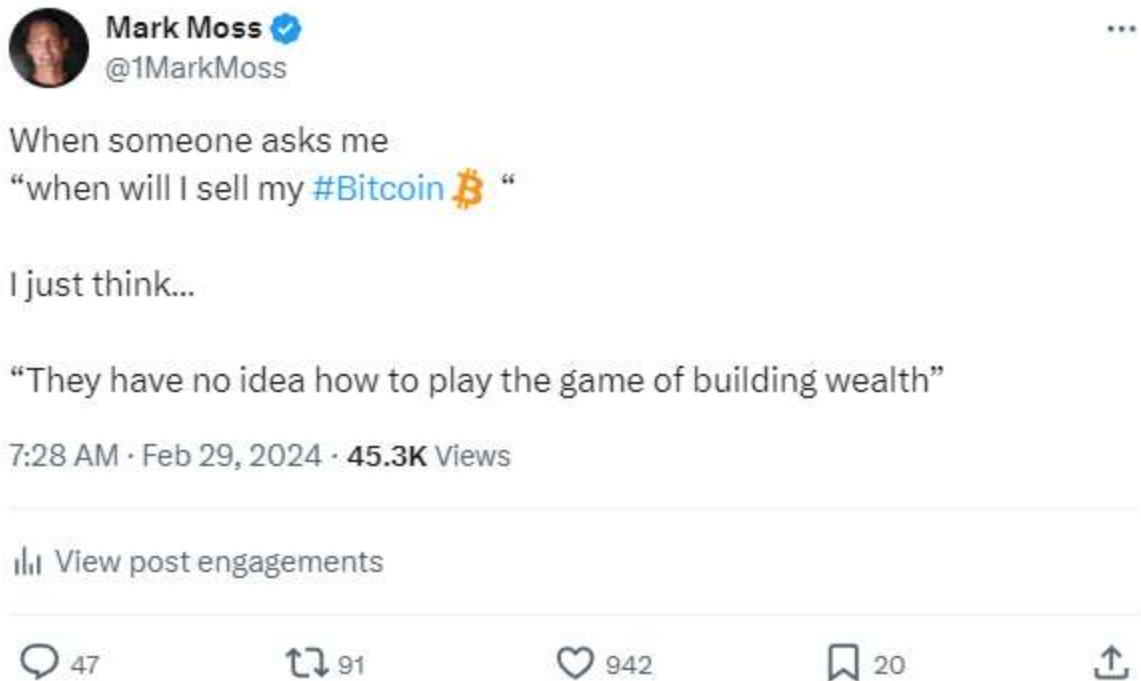 Mark Moss
@1MarkMoss
When someone asks me
“when will I sell my #Bitcoin “
I just think...
“They have no idea how to play the game of building wealth”
7:28 AM · Feb 29, 2024 · 45.3K Views
View post engagements
47 91 942 20